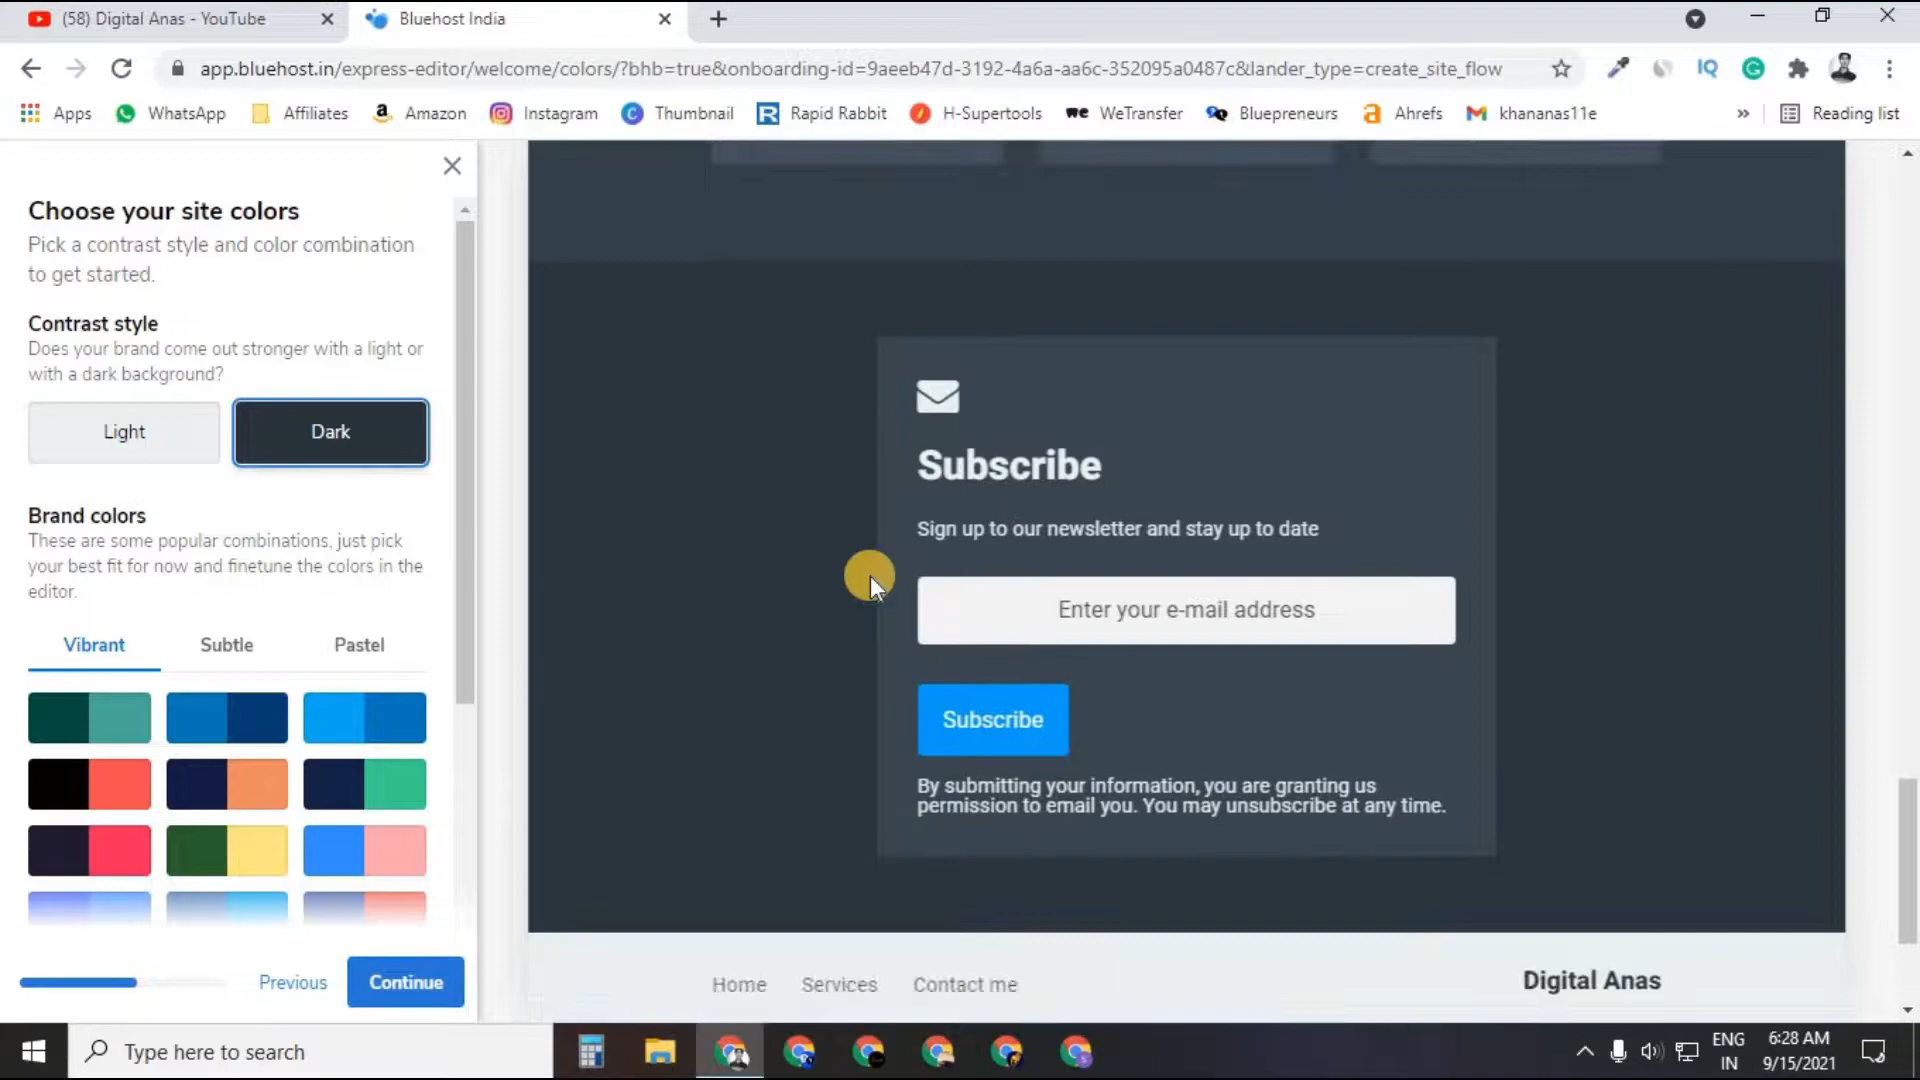 (58) Digital Anas - YouTube
Bluehost India
app.bluehost.in/express-editor/welcome/colors/?bhb=true&onboarding-id=9aeeb47d-3192-4a6a-aa6c-352095a0487c&lander_type=create_site_flow
Apps
WhatsApp
Affiliates
Amazon
Instagram
Thumbnail
Rapid Rabbit
H-Supertools
WeTransfer
Bluepreneurs
Ahrefs
khananas11e
Reading list
Choose your site colors
Pick a contrast style and color combination
to get started.
Contrast style
Does your brand come out stronger with a light or
with a dark background?
Light
Dark
Brand colors
These are some popular combinations, just pick
your best fit for now and finetune the colors in the
editor.
Vibrant
Subtle
Pastel
Previous
Continue
Subscribe
Sign up to our newsletter and stay up to date
Enter your e-mail address
Subscribe
By submitting your information, you are granting us
permission to email you. You may unsubscribe at any time.
Home
Services
Contact me
Digital Anas
Type here to search
ENG
IN
6:28 AM
9/15/2021